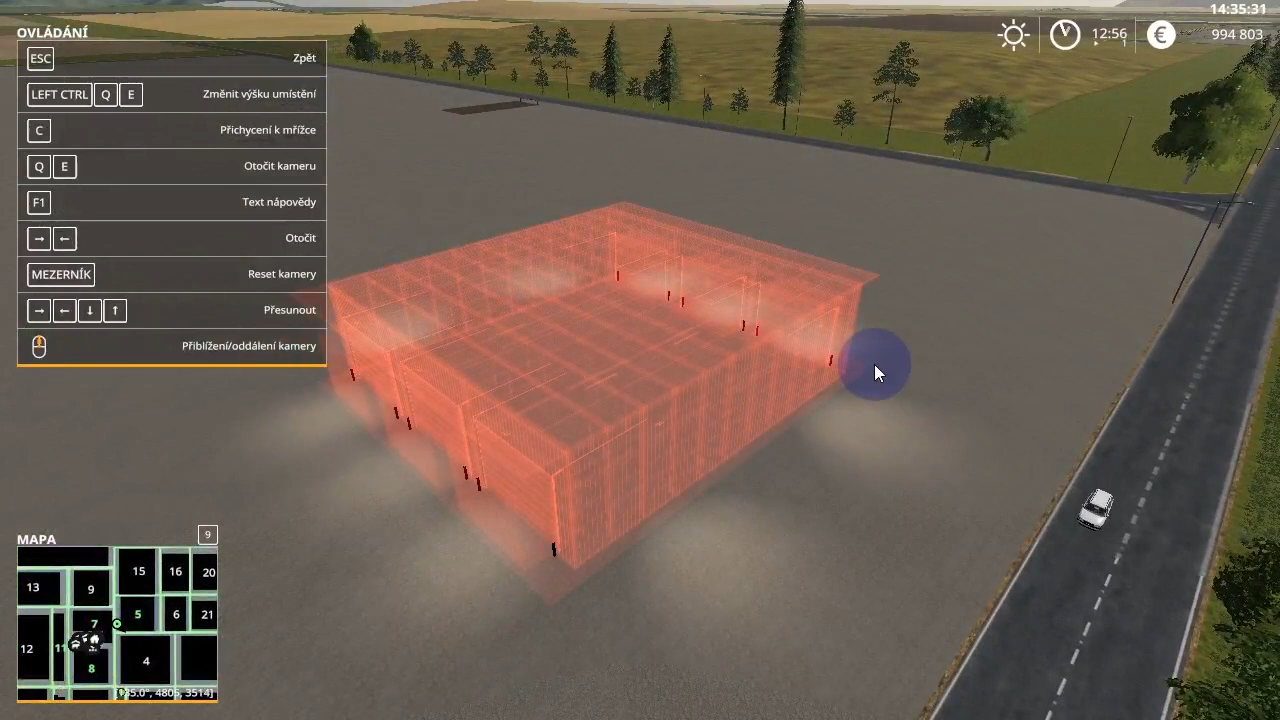 14:35:31
OVLÁDÁNÍ
12:56
1
994 803
ESC Zpět
LEFT CTRL Q E Změnit výšku umístění
C Přichycení k mřížce
Q E Otočit kameru
F1 Text nápovědy
→ ← Otočit
MEZERNÍK Reset kamery
→ ← ↓ ↑ Přesunout
Přiblížení/oddálení kamery
MAPA 9
15 16 20
13 9
5 6 21
7
12 11 4
8
4805, 3514]